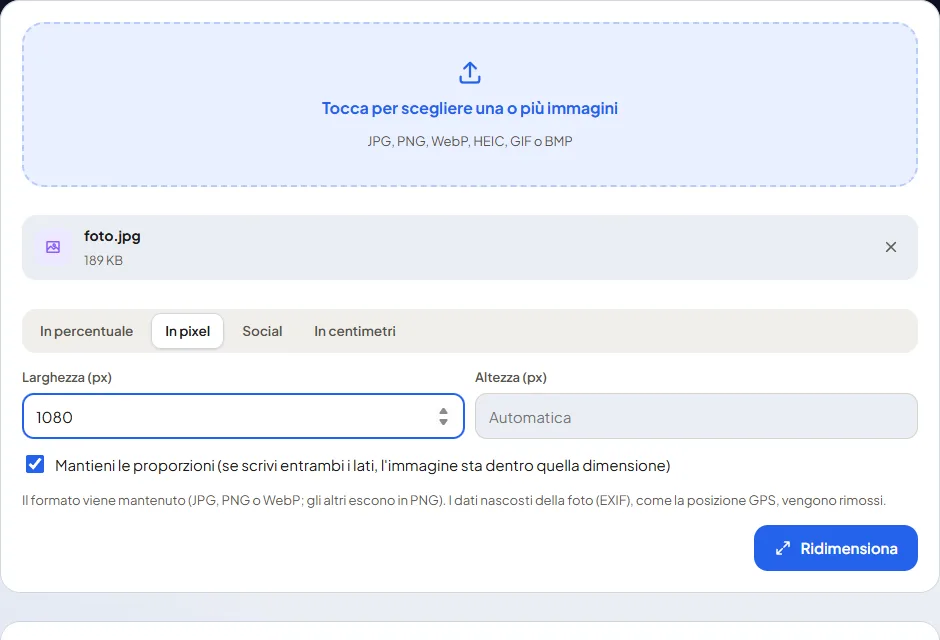 Tocca per scegliere una o più immagini
JPG, PNG, WebP, HEIC, GIF o BMP
foto.jpg
189 KB
In percentuale
In pixel
Social
In centimetri
Larghezza (px)
Altezza (px)
1080
Automatica
Mantieni le proporzioni (se scrivi entrambi i lati, l'immagine sta dentro quella dimensione)
Il formato viene mantenuto (JPG, PNG o WebP; gli altri escono in PNG). I dati nascosti della foto (EXIF), come la posizione GPS, vengono rimossi.
Ridimensiona